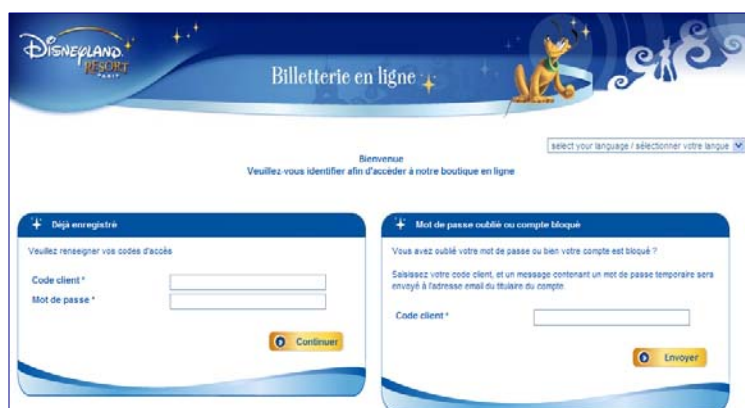 Disneyland
RESORT
PARIS
Billetterie en ligne
select your language / sélectionner votre langue
Bienvenue
Veuillez-vous identifier afin d'accéder à notre boutique en ligne
Déjà enregistré
Veuillez renseigner vos codes d'accès
Code client *
Mot de passe *
Continuer
Mot de passe oublié ou compte bloqué
Vous avez oublié votre mot de passe ou bien votre compte est bloqué ?
Saisissez votre code client, et un message contenant un mot de passe temporaire sera
envoyé à l'adresse email du titulaire du compte.
Code client *
Envoyer